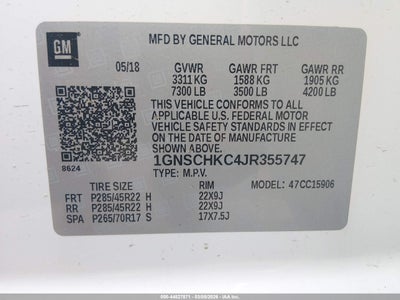 GM
MFD BY GENERAL MOTORS LLC
05/18 GVWR GAWR FRT GAWR RR
3311 KG 1588 KG 1905 KG
7300 LB 3500 LB 4200 LB
THIS VEHICLE CONFORMS TO ALL
APPLICABLE U.S. FEDERAL MOTOR
VEHICLE SAFETY STANDARDS IN
EFFECT ON THE DATE OF MANUFACTURE
SHOWN ABOVE.
8624
1GNSCHKC4JR355747
TYPE: M.P.V.
MODEL: 47CC15906
TIRE SIZE RIM
FRT P285/45R22 H 22X9J
RR P285/45R22 H 22X9J
SPA P265/70R17 S 17X7.5J